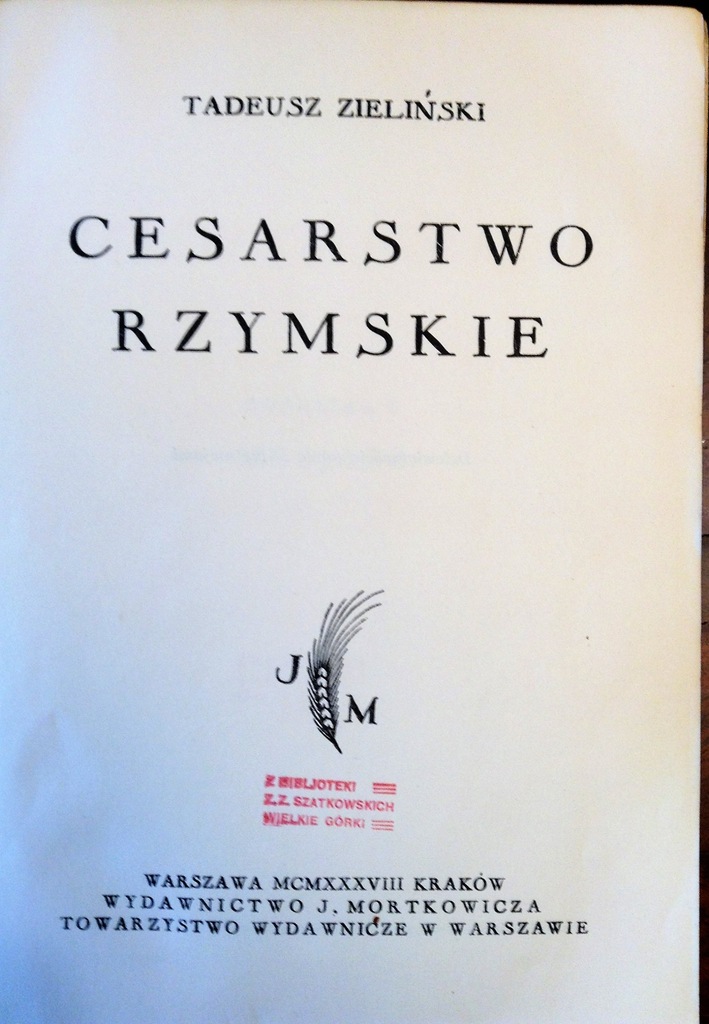 TADEUSZ ZIELIŃSKI
CESARSTWO
RZYMSKIE
J
M
Z BIBLJOTEKI
Z.Z. SZATKOWSKICH
WIELKIE GÓRKI
WARSZAWA MCMXXXVIII KRAKÓW
WYDAWNICTWO J. MORTKOWICZA
TOWARZYSTWO WYDAWNICZE W WARSZAWIE